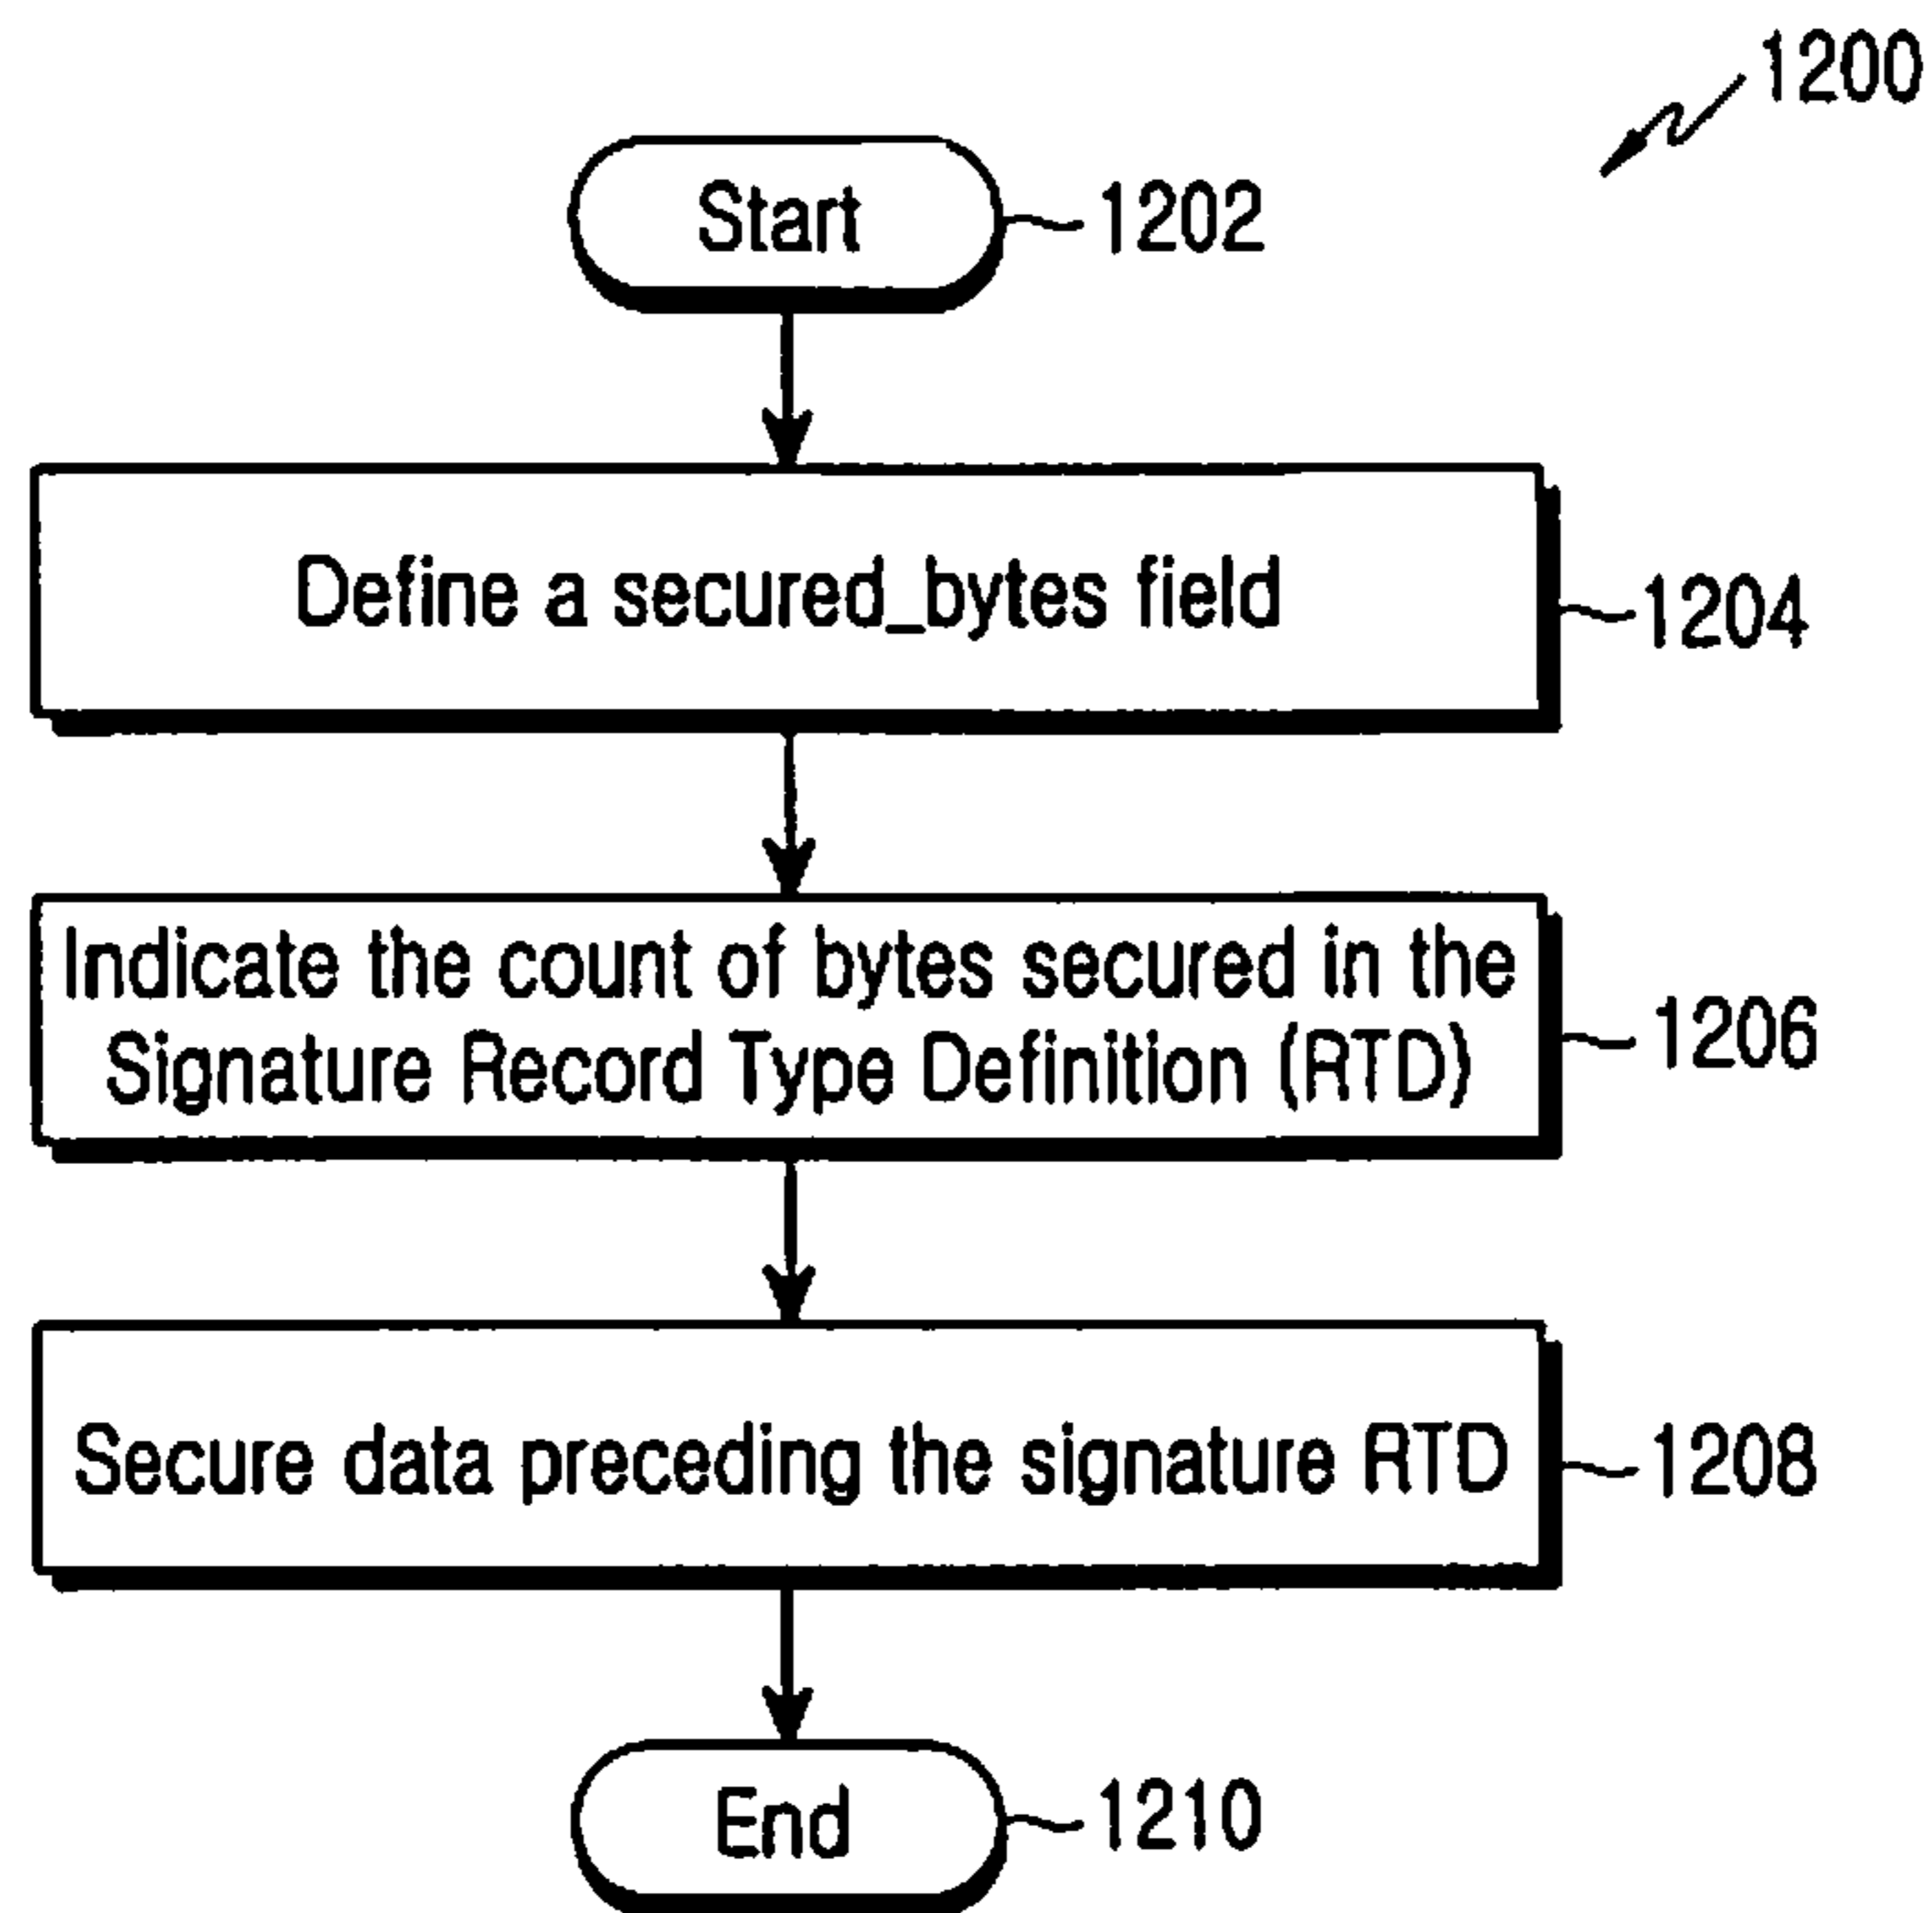 1200
Start
1202
Define a secured_bytes field
1204
Indicate the count of bytes secured in the
Signature Record Type Definition (RTD)
1206
Secure data preceding the signature RTD
1208
End
1210